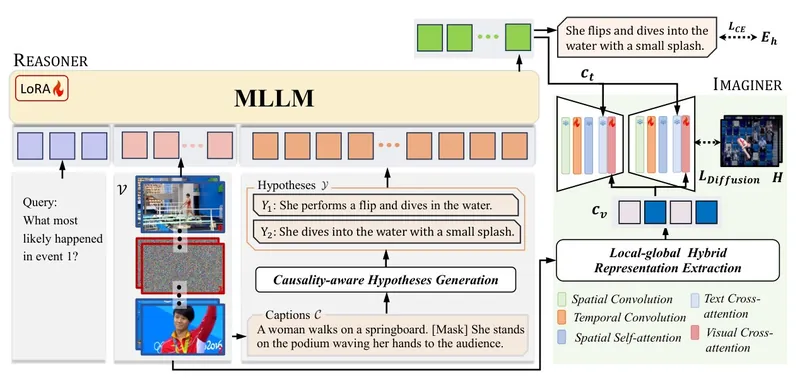 She flips and dives into the
water with a small splash.
L_CE
E_h
REASONER
LoRA
MLLM
c_t
IMAGINER
L_Diffusion
H
c_v
Query:
What most
likely happened
in event 1?
𝒱
Hypotheses 𝒴
Y_1: She performs a flip and dives in the water.
Y_2: She dives into the water with a small splash.
Causality-aware Hypotheses Generation
Captions 𝒞
A woman walks on a springboard. [Mask] She stands
on the podium waving her hands to the audience.
Local-global Hybrid
Representation Extraction
Spatial Convolution
Temporal Convolution
Spatial Self-attention
Text Cross-
attention
Visual Cross-
attention